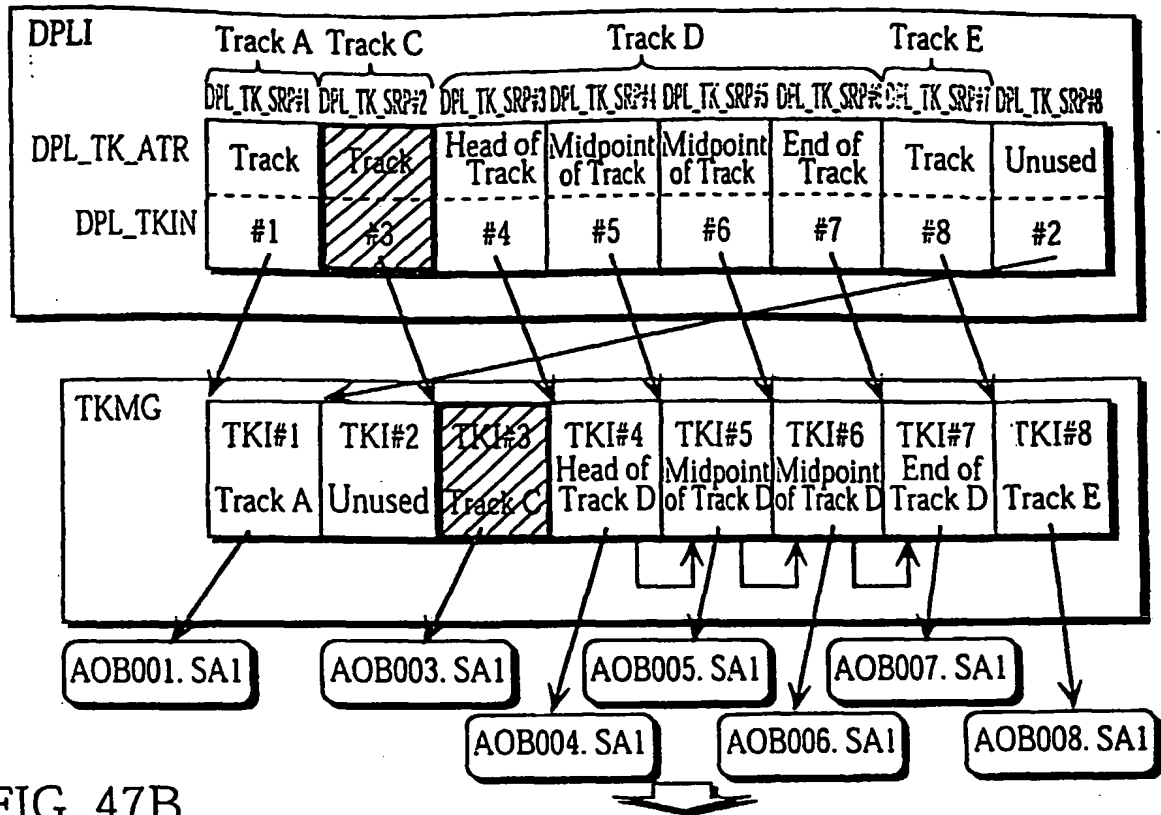 DPLI
Track A Track C Track D Track E
DPL_TK_SRP#1 DPL_TK_SRP#2 DPL_TK_SRP#3 DPL_TK_SRP#4 DPL_TK_SRP#5 DPL_TK_SRP#6 DPL_TK_SRP#7 DPL_TK_SRP#8
DPL_TK_ATR
Track
Track
Head of
Track
Midpoint
of Track
Midpoint
of Track
End of
Track
Track
Unused
DPL_TKIN
#1 #3 #4 #5 #6 #7 #8 #2
TKMG
TKI#1
Track A
TKI#2
Unused
TKI#3
Track C
TKI#4
Head of
Track D
TKI#5
Midpoint
of Track D
TKI#6
Midpoint
of Track D
TKI#7
End of
Track D
TKI#8
Track E
AOB001. SA1
AOB003. SA1
AOB005. SA1
AOB007. SA1
AOB004. SA1
AOB006. SA1
AOB008. SA1
FIG. 47B